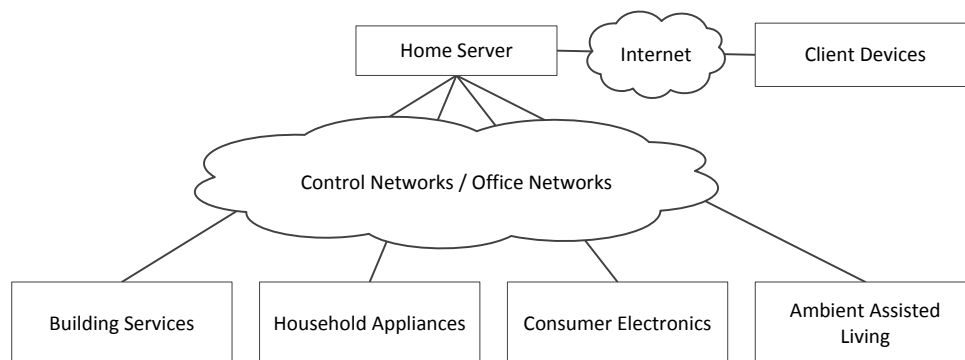 Home Server
Internet
Client Devices
Control Networks / Office Networks
Building Services
Household Appliances
Consumer Electronics
Ambient Assisted
Living